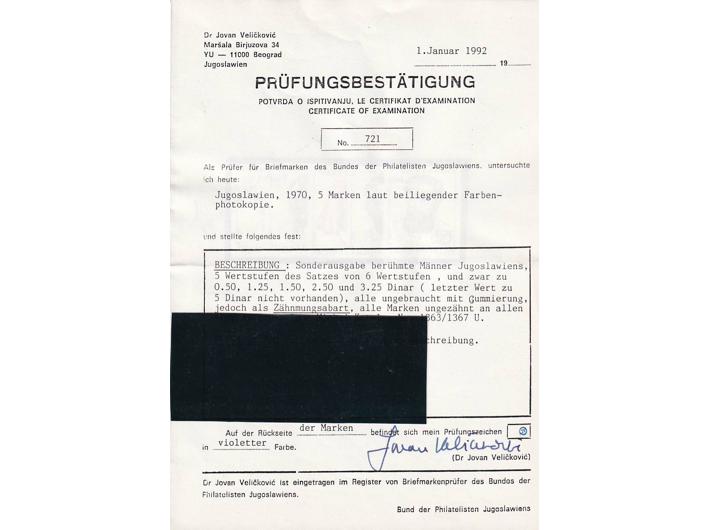 Dr Jovan Veličković
Maršala Birjuzova 34
YU — 11000 Beograd
Jugoslawien
1.Januar 1992
19
PRÜFUNGSBESTÄTIGUNG
POTVRDA O ISPITIVANJU, LE CERTIFIKAT D'EXAMINATION
CERTIFICATE OF EXAMINATION
No. 721
Als Prüfer für Briefmarken des Bundes der Philatelisten Jugoslawiens. untersuchte
ich heute:
Jugoslawien, 1970, 5 Marken laut beiliegender Farben-
photokopie.
und stellte folgendes fest:
BESCHREIBUNG : Sonderausgabe berühmte Männer Jugoslawiens,
5 Wertstufen des Satzes von 6 Wertstufen , und zwar zu
0.50, 1.25, 1.50, 2.50 und 3.25 Dinar ( letzter Wert zu
5 Dinar nicht vorhanden), alle ungebraucht mit Gummierung,
jedoch als Zähnungsabart, alle Marken ungezähnt an allen
1363/1367 U.
chreibung.
Auf der Rückseite der Marken befindet sich mein Prüfungszeichen
in violetter Farbe.
Jovan Veličković
(Dr Jovan Veličković)
Dr Jovan Veličković ist eingetragen im Register von Briefmarkenprüfer des Bundes der
Philatelisten Jugoslawiens.
Bund der Philatelisten Jugoslawiens